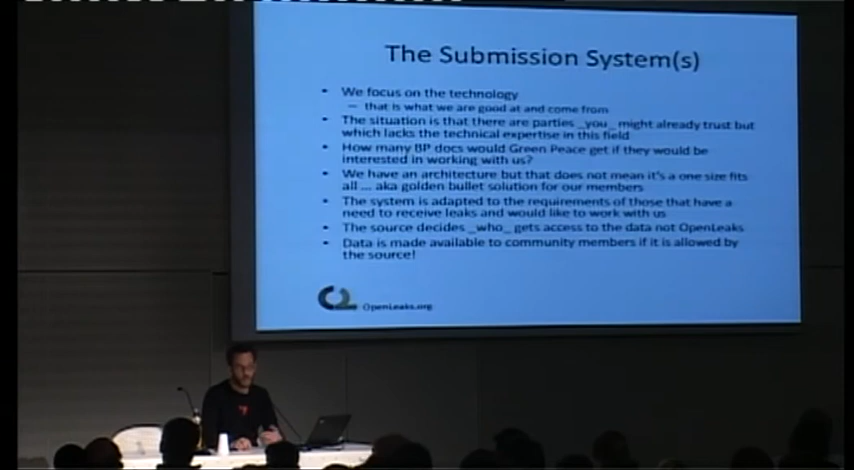 The Submission System(s)
• We focus on the technology
– that is what we are good at and come from
• The situation is that there are parties _you_ might already trust but
which lacks the technical expertise in this field
• How many BP docs would Green Peace get if they would be
interested in working with us?
• We have an architecture but that does not mean it's a one size fits
all ... aka golden bullet solution for our members
• The system is adapted to the requirements of those that have a
need to receive leaks and would like to work with us
• The source decides _who_ gets access to the data not OpenLeaks
• Data is made available to community members if it is allowed by
the source!
OpenLeaks.org